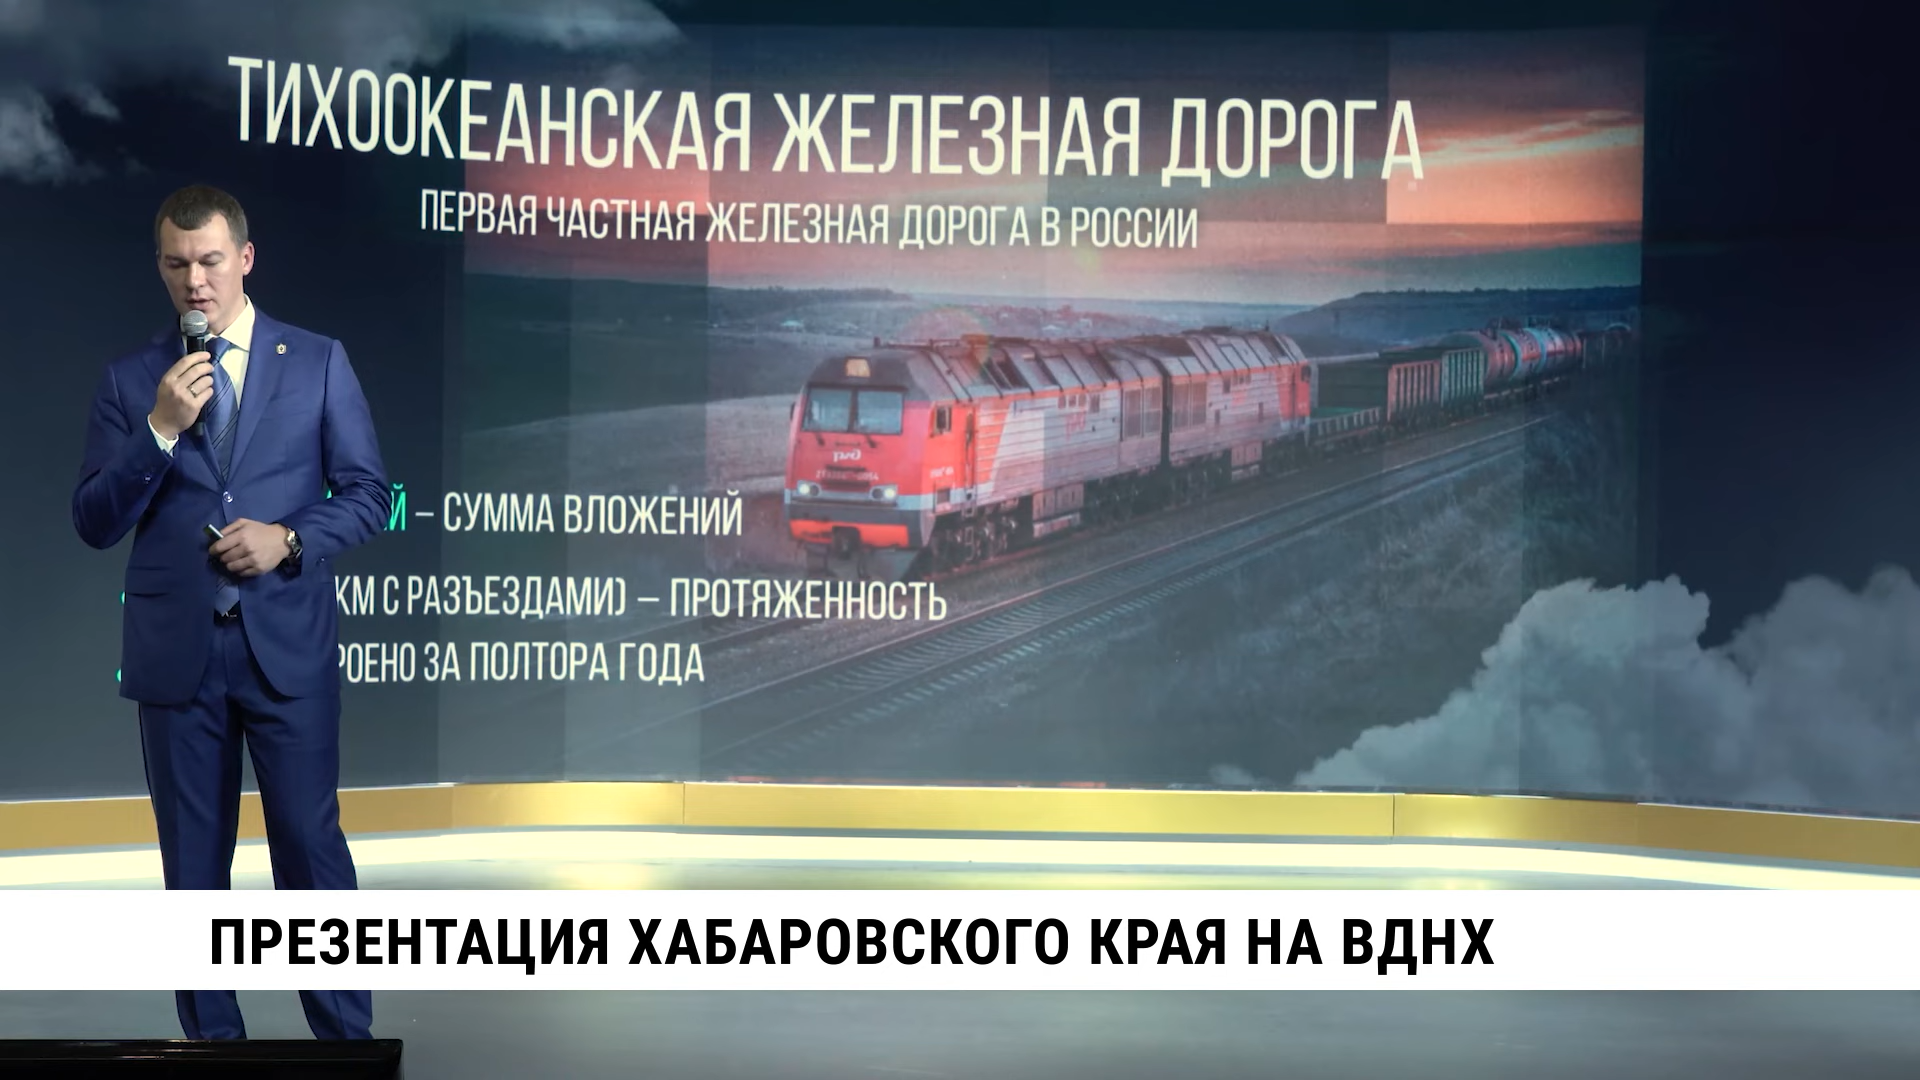 ТИХООКЕАНСКАЯ ЖЕЛЕЗНАЯ ДОРОГА
ПЕРВАЯ ЧАСТНАЯ ЖЕЛЕЗНАЯ ДОРОГА В РОССИИ
ржд
– СУММА ВЛОЖЕНИЙ
КМ С РАЗЪЕЗДАМИ) – ПРОТЯЖЕННОСТЬ
ЗА ПОЛТОРА ГОДА
ПРЕЗЕНТАЦИЯ ХАБАРОВСКОГО КРАЯ НА ВДНХ